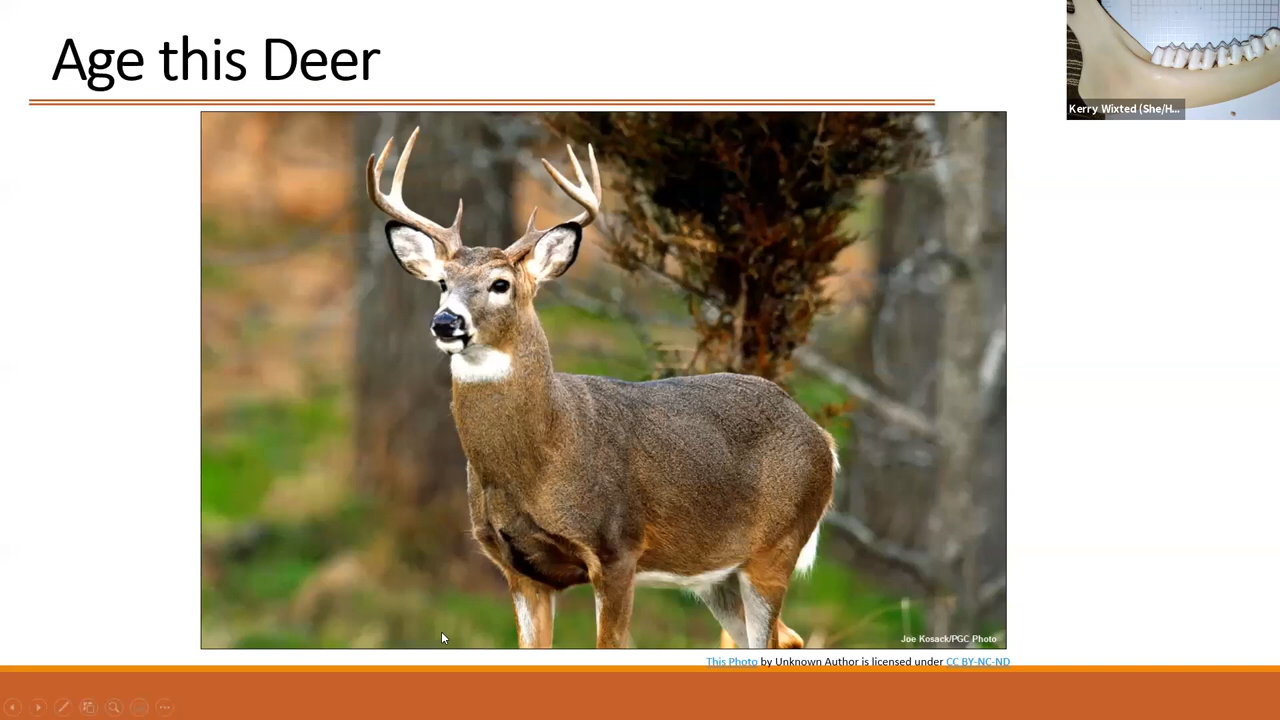 Age this Deer
Kerry Wixted (She/H...
Joe Kosack/PGC Photo
This Photo by Unknown Author is licensed under CC BY-NC-ND